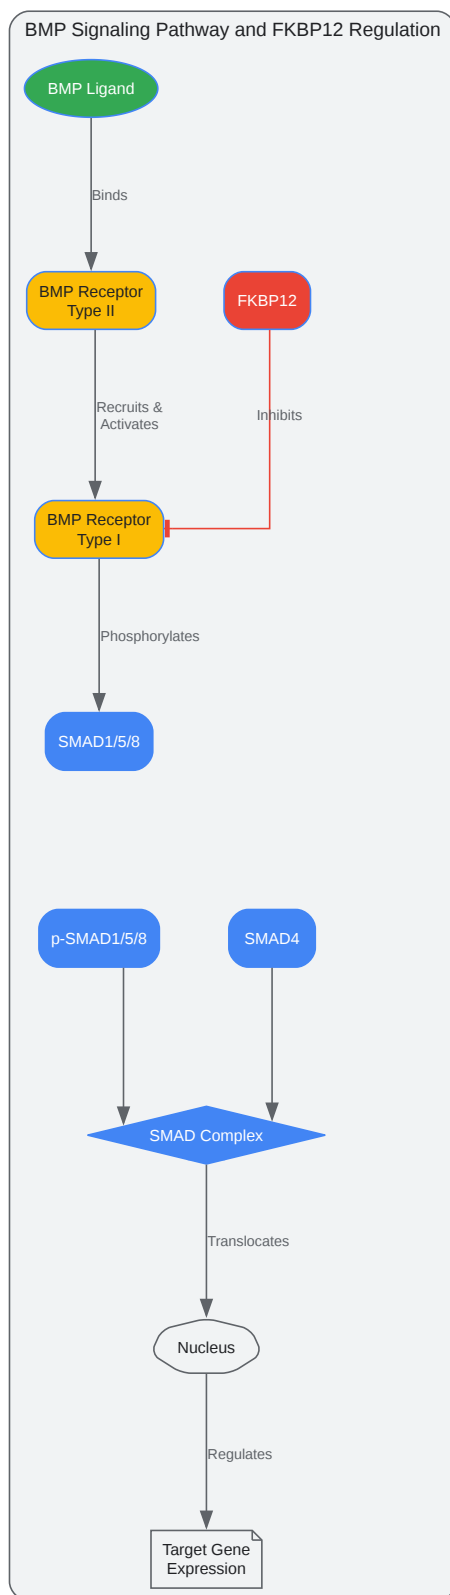 BMP Signaling Pathway and FKBP12 Regulation
BMP Ligand
Binds
BMP Receptor
Type II
FKBP12
Recruits &
Activates
Inhibits
BMP Receptor
Type I
Phosphorylates
SMAD1/5/8
p-SMAD1/5/8
SMAD4
SMAD Complex
Translocates
Nucleus
Regulates
Target Gene
Expression